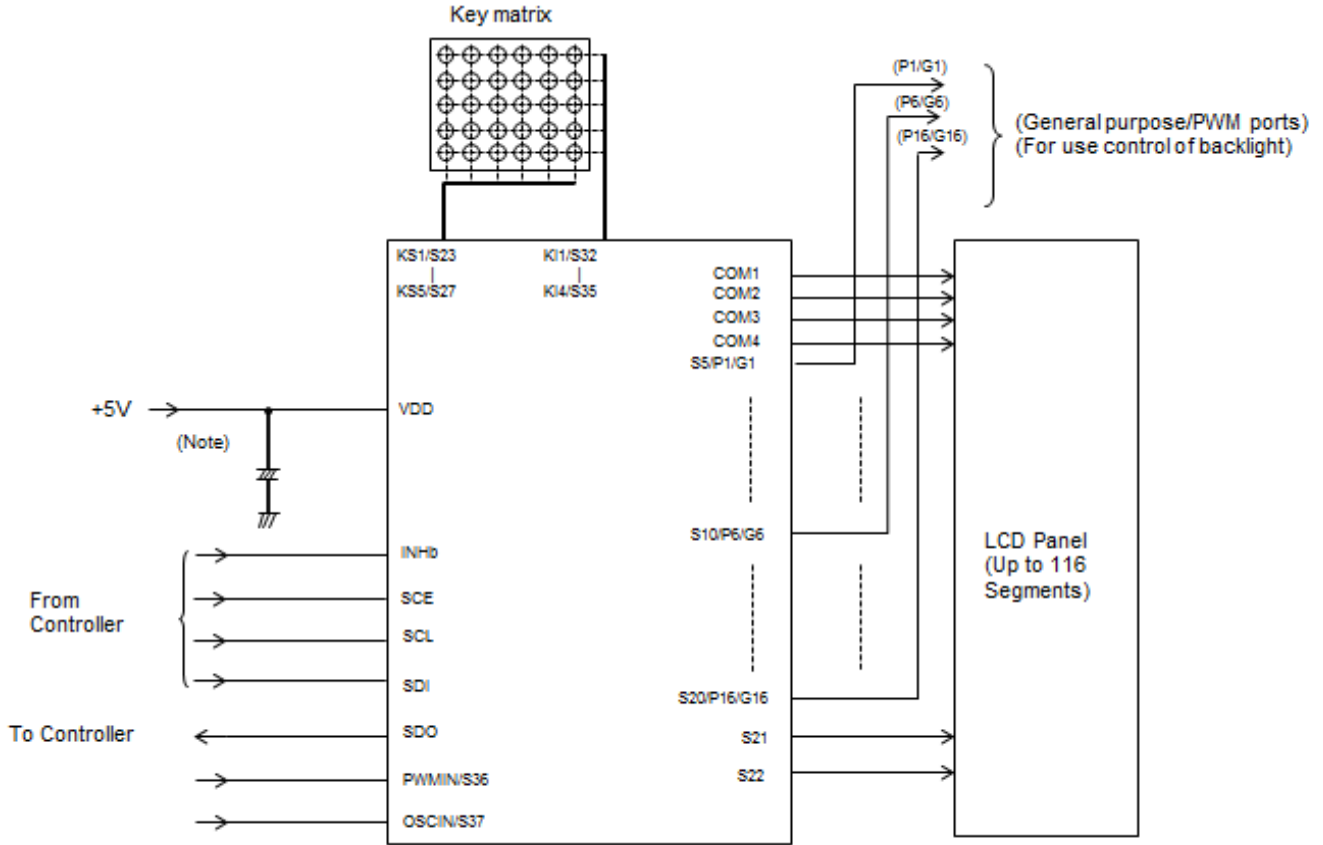 Key matrix
(P1/G1)
(P6/G6)
(P16/G16)
(General purpose/PWM ports)
(For use control of backlight)
KS1/S23
KS5/S27
KI1/S32
KI4/S35
COM1
COM2
COM3
COM4
S5/P1/G1
+5V
(Note)
VDD
S10/P6/G6
LCD Panel
(Up to 116
Segments)
From
Controller
INHb
SCE
SCL
SDI
S20/P16/G16
To Controller
SDO
S21
S22
PWMIN/S36
OSCIN/S37